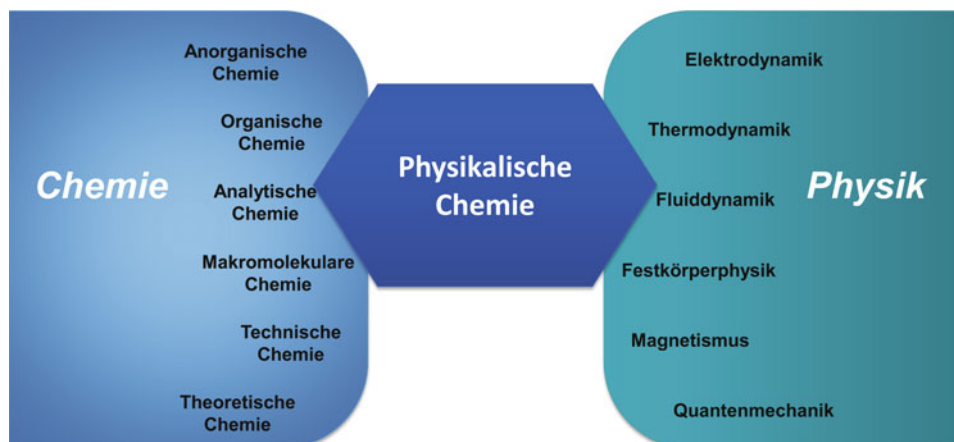 Chemie
Anorganische
Chemie
Organische
Chemie
Analytische
Chemie
Makromolekulare
Chemie
Technische
Chemie
Theoretische
Chemie
Physikalische
Chemie
Elektrodynamik
Thermodynamik
Fluiddynamik
Festkörperphysik
Magnetismus
Quantenmechanik
Physik